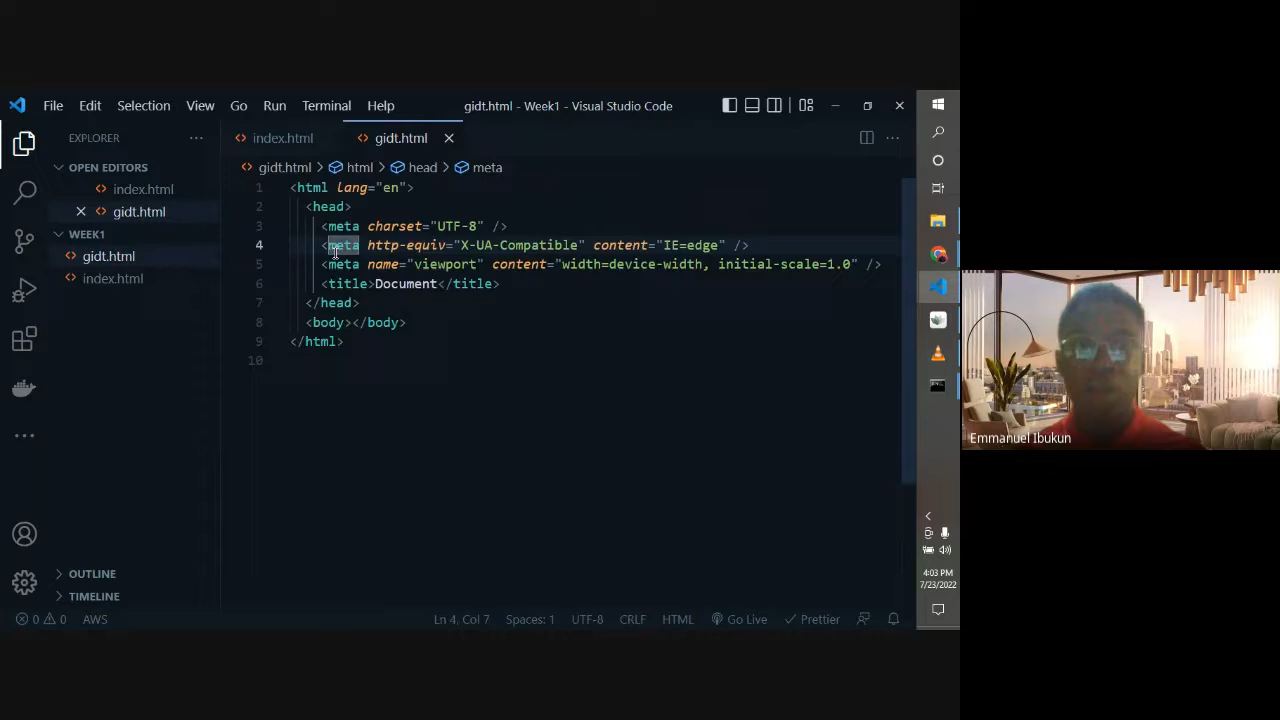 File Edit Selection View Go Run Terminal Help gidt.html - Week1 - Visual Studio Code
EXPLORER
OPEN EDITORS
index.html
gidt.html
WEEK1
gidt.html
index.html
OUTLINE
TIMELINE
index.html gidt.html
gidt.html html head meta
1 <html lang="en">
2 <head>
3 <meta charset="UTF-8" />
4 <meta http-equiv="X-UA-Compatible" content="IE=edge" />
5 <meta name="viewport" content="width=device-width, initial-scale=1.0" />
6 <title>Document</title>
7 </head>
8 <body></body>
9 </html>
10
0 0 AWS Ln 4, Col 7 Spaces: 1 UTF-8 CRLF HTML Go Live Prettier
4:03 PM
7/23/2022
Emmanuel Ibukun